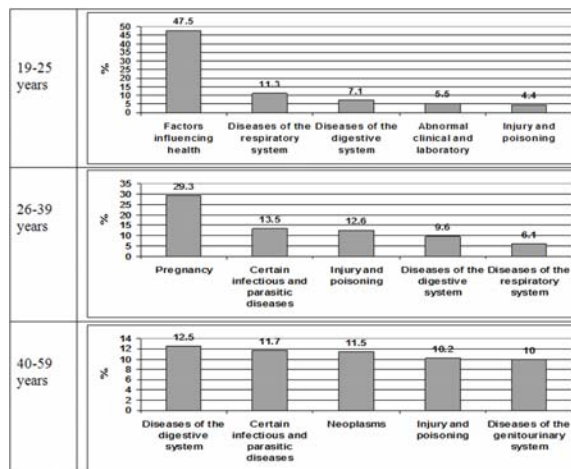 19-25
years
%
50
45
40
35
30
25
20
15
10
5
0
47.5
11.3
7.1
5.5
4.4
Factors
influencing
health
Diseases of the
respiratory
system
Diseases of the
digestive
system
Abnormal
clinical and
laboratory
Injury and
poisoning
26-39
years
%
35
30
25
20
15
10
5
0
29.3
13.5
12.6
9.6
6.1
Pregnancy
Certain
infectious and
parasitic
diseases
Injury and
poisoning
Diseases of the
digestive
system
Diseases of the
respiratory
system
40-59
years
%
14
12
10
8
6
4
2
0
12.5
11.7
11.5
10.2
10
Diseases of the
digestive
system
Certain
infectious and
parasitic
diseases
Neoplasms
Injury and
poisoning
Diseases of the
genitourinary
system